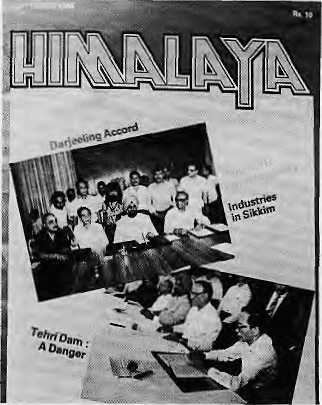 Rs. 10
HIMALAYA
Darjeeling Accord
Industries
in Sikkim
Tehri Dam :
A Danger